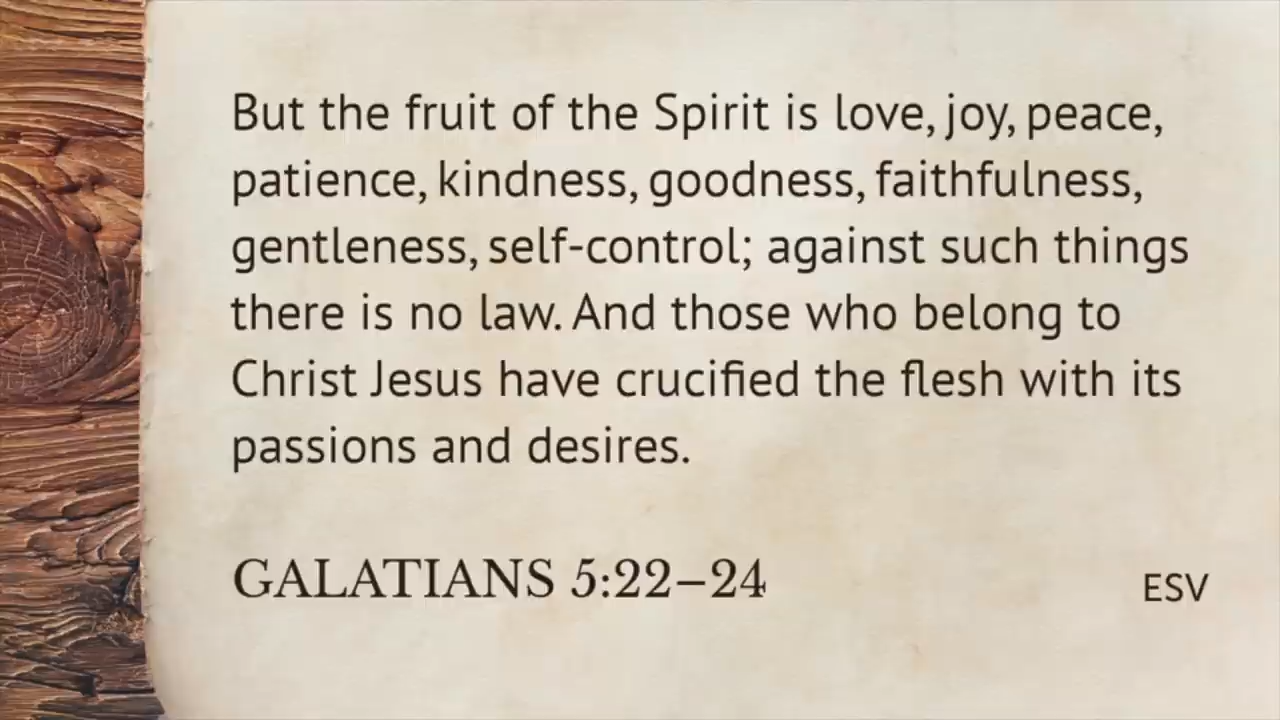 But the fruit of the Spirit is love, joy, peace,
patience, kindness, goodness, faithfulness,
gentleness, self-control; against such things
there is no law. And those who belong to
Christ Jesus have crucified the flesh with its
passions and desires.
GALATIANS 5:22–24
ESV